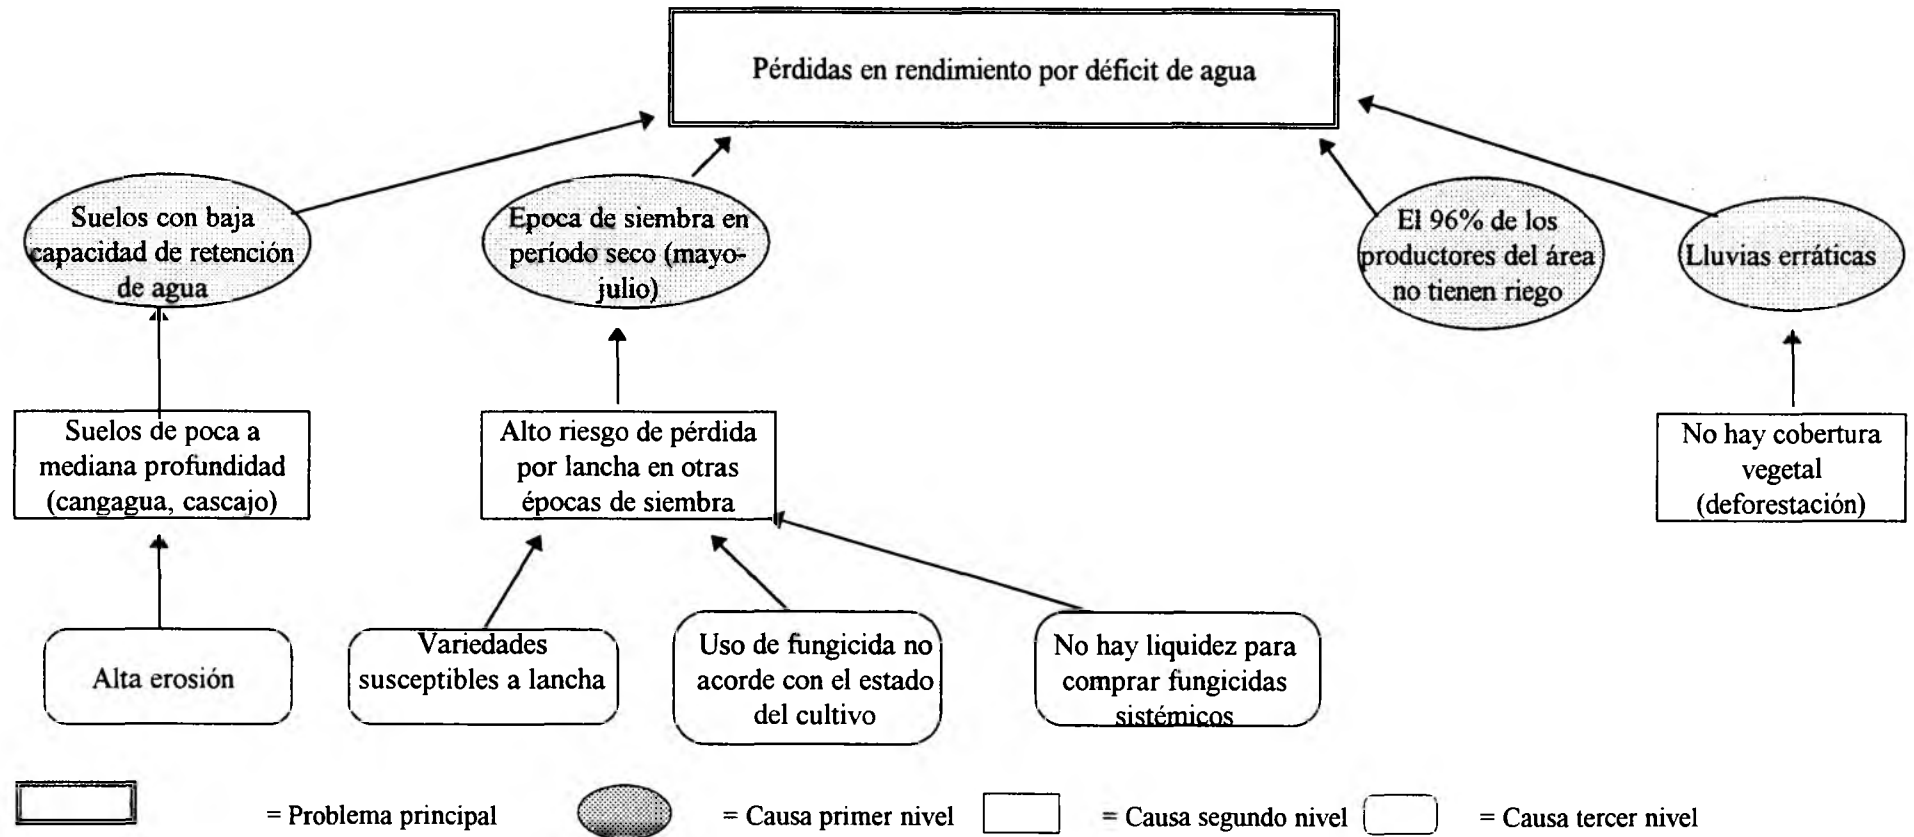 Pérdidas en rendimiento por déficit de agua
Suelos con baja
capacidad de retención
de agua
Epoca de siembra en
período seco (mayo-
julio)
El 96% de los
productores del área
no tienen riego
Lluvias erráticas
Suelos de poca a
mediana profundidad
(cangagua, cascajo)
Alto riesgo de pérdida
por lancha en otras
épocas de siembra
No hay cobertura
vegetal
(deforestación)
Alta erosión
Variedades
susceptibles a lancha
Uso de fungicida no
acorde con el estado
del cultivo
No hay liquidez para
comprar fungicidas
sistémicos
= Problema principal
= Causa primer nivel
= Causa segundo nivel
= Causa tercer nivel